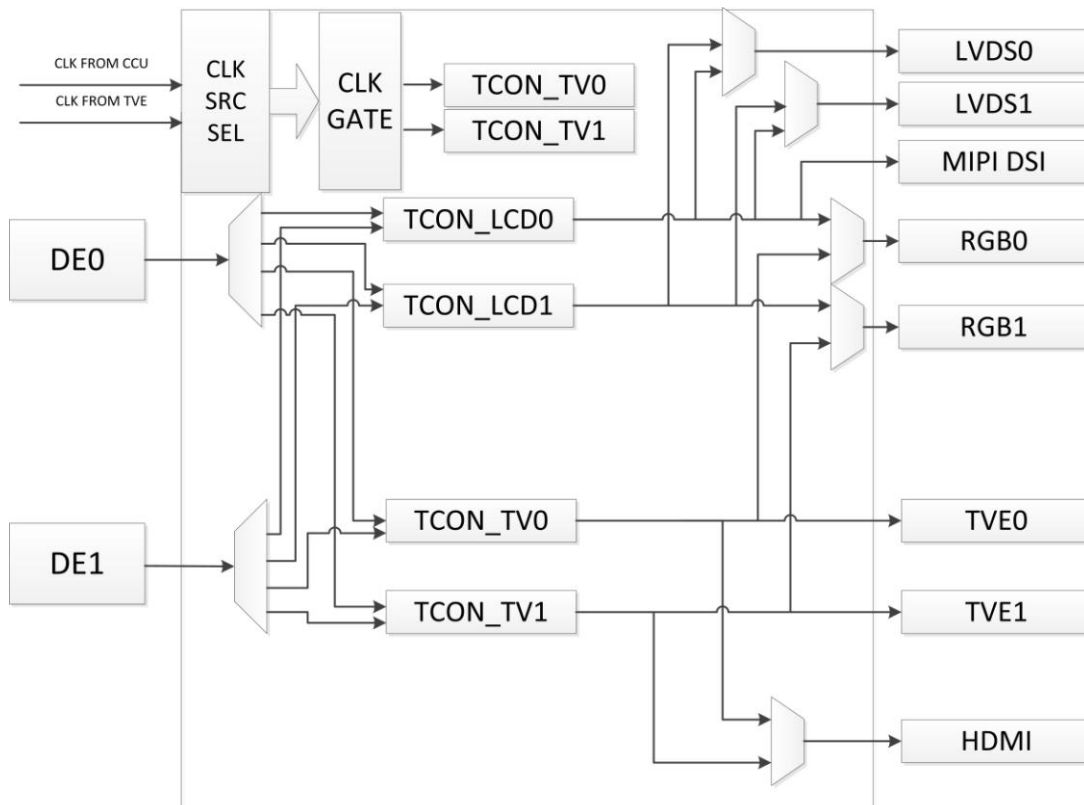 CLK FROM CCU
CLK FROM TVE
CLK
SRC
SEL
CLK
GATE
TCON_TV0
TCON_TV1
LVDS0
LVDS1
MIPI DSI
DE0
TCON_LCD0
RGB0
TCON_LCD1
RGB1
DE1
TCON_TV0
TVE0
TCON_TV1
TVE1
HDMI